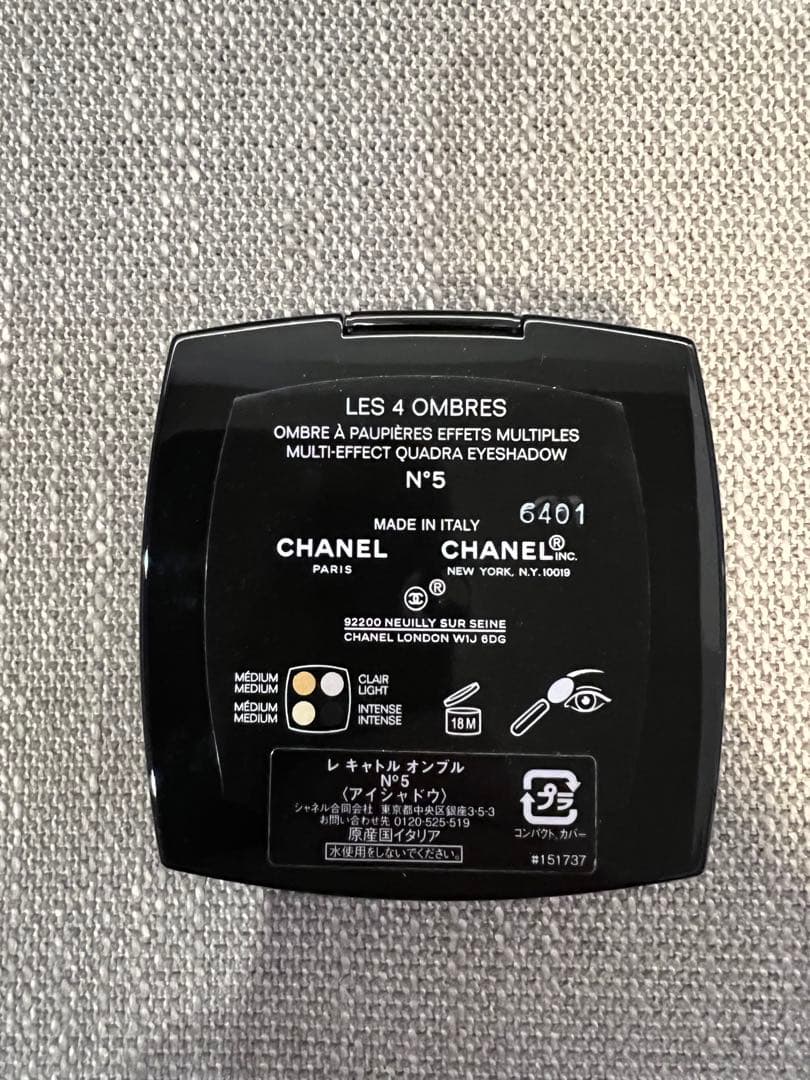 LES 4 OMBRES
OMBRE À PAUPIÈRES EFFETS MULTIPLES
MULTI-EFFECT QUADRA EYESHADOW
N°5
6401
MADE IN ITALY
CHANEL
PARIS
CHANEL® INC.
NEW YORK, N.Y. 10019
®
92200 NEUILLY SUR SEINE
CHANEL LONDON W1J 6DG
MÉDIUM
MEDIUM
CLAIR
LIGHT
MÉDIUM
MEDIUM
INTENSE
INTENSE
18 M
レ キャトル オンブル
N°5
〈アイシャドウ〉
シャネル合同会社 東京都中央区銀座3-5-3
お問い合わせ先 0120-525-519
原産国イタリア
水使用をしないでください。
プラ
コンパクト,カバー
#151737